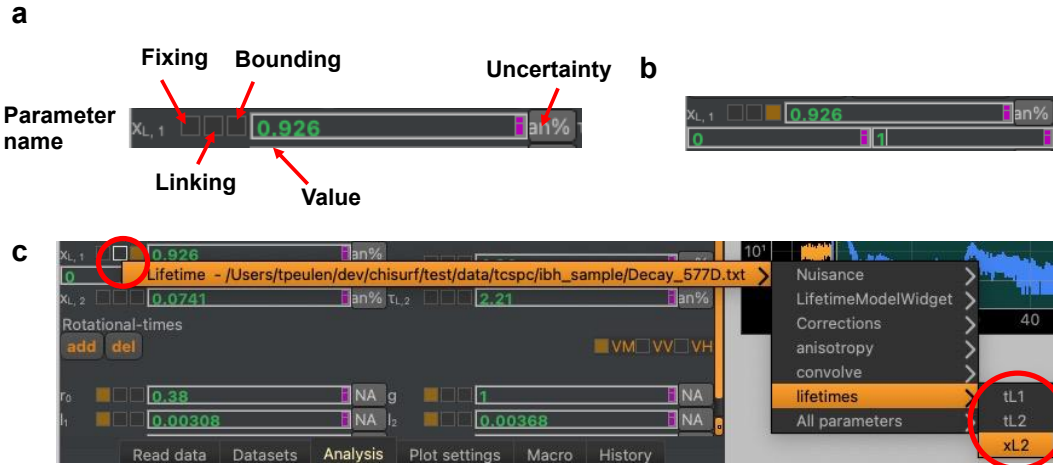 a
Fixing Bounding
Uncertainty
b
Parameter name
xL, 1 0.926 an%
Linking
Value
xL, 1 0.926 an%
0 1
c
xL, 1 0.926 an%
0
Lifetime - /Users/tpeulen/dev/chisurf/test/data/tcspc/ibh_sample/Decay_577D.txt
xL, 2 0.0741 an% τL,2 2.21 an%
Rotational-times
add del
VM VV VH
r0 0.38 NA g 1 NA
l1 0.00308 NA l2 0.00368 NA
Read data Datasets Analysis Plot settings Macro History
10¹
40
Nuisance
LifetimeModelWidget
Corrections
anisotropy
convolve
lifetimes
All parameters
tL1
tL2
xL2